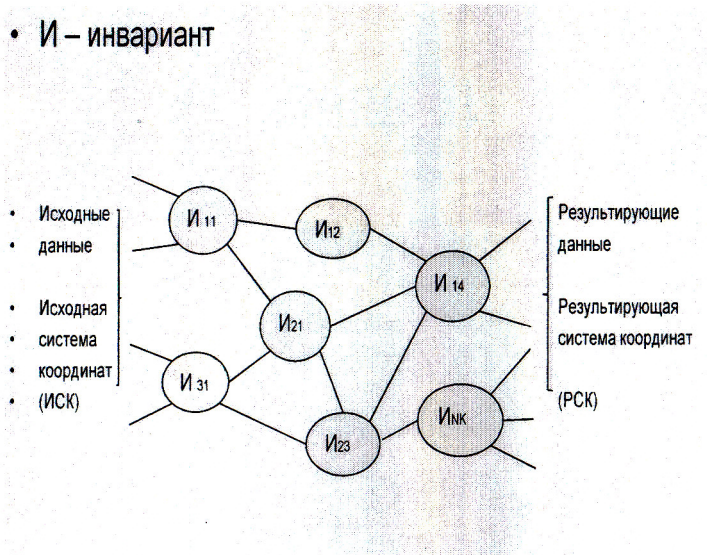 • И – инвариант
• Исходные
• данные
• Исходная
• система
• координат
• (ИСК)
И 11
И12
И 14
И21
И 31
И23
ИNK
Результирующие
данные
Результирующая
система координат
(РСК)